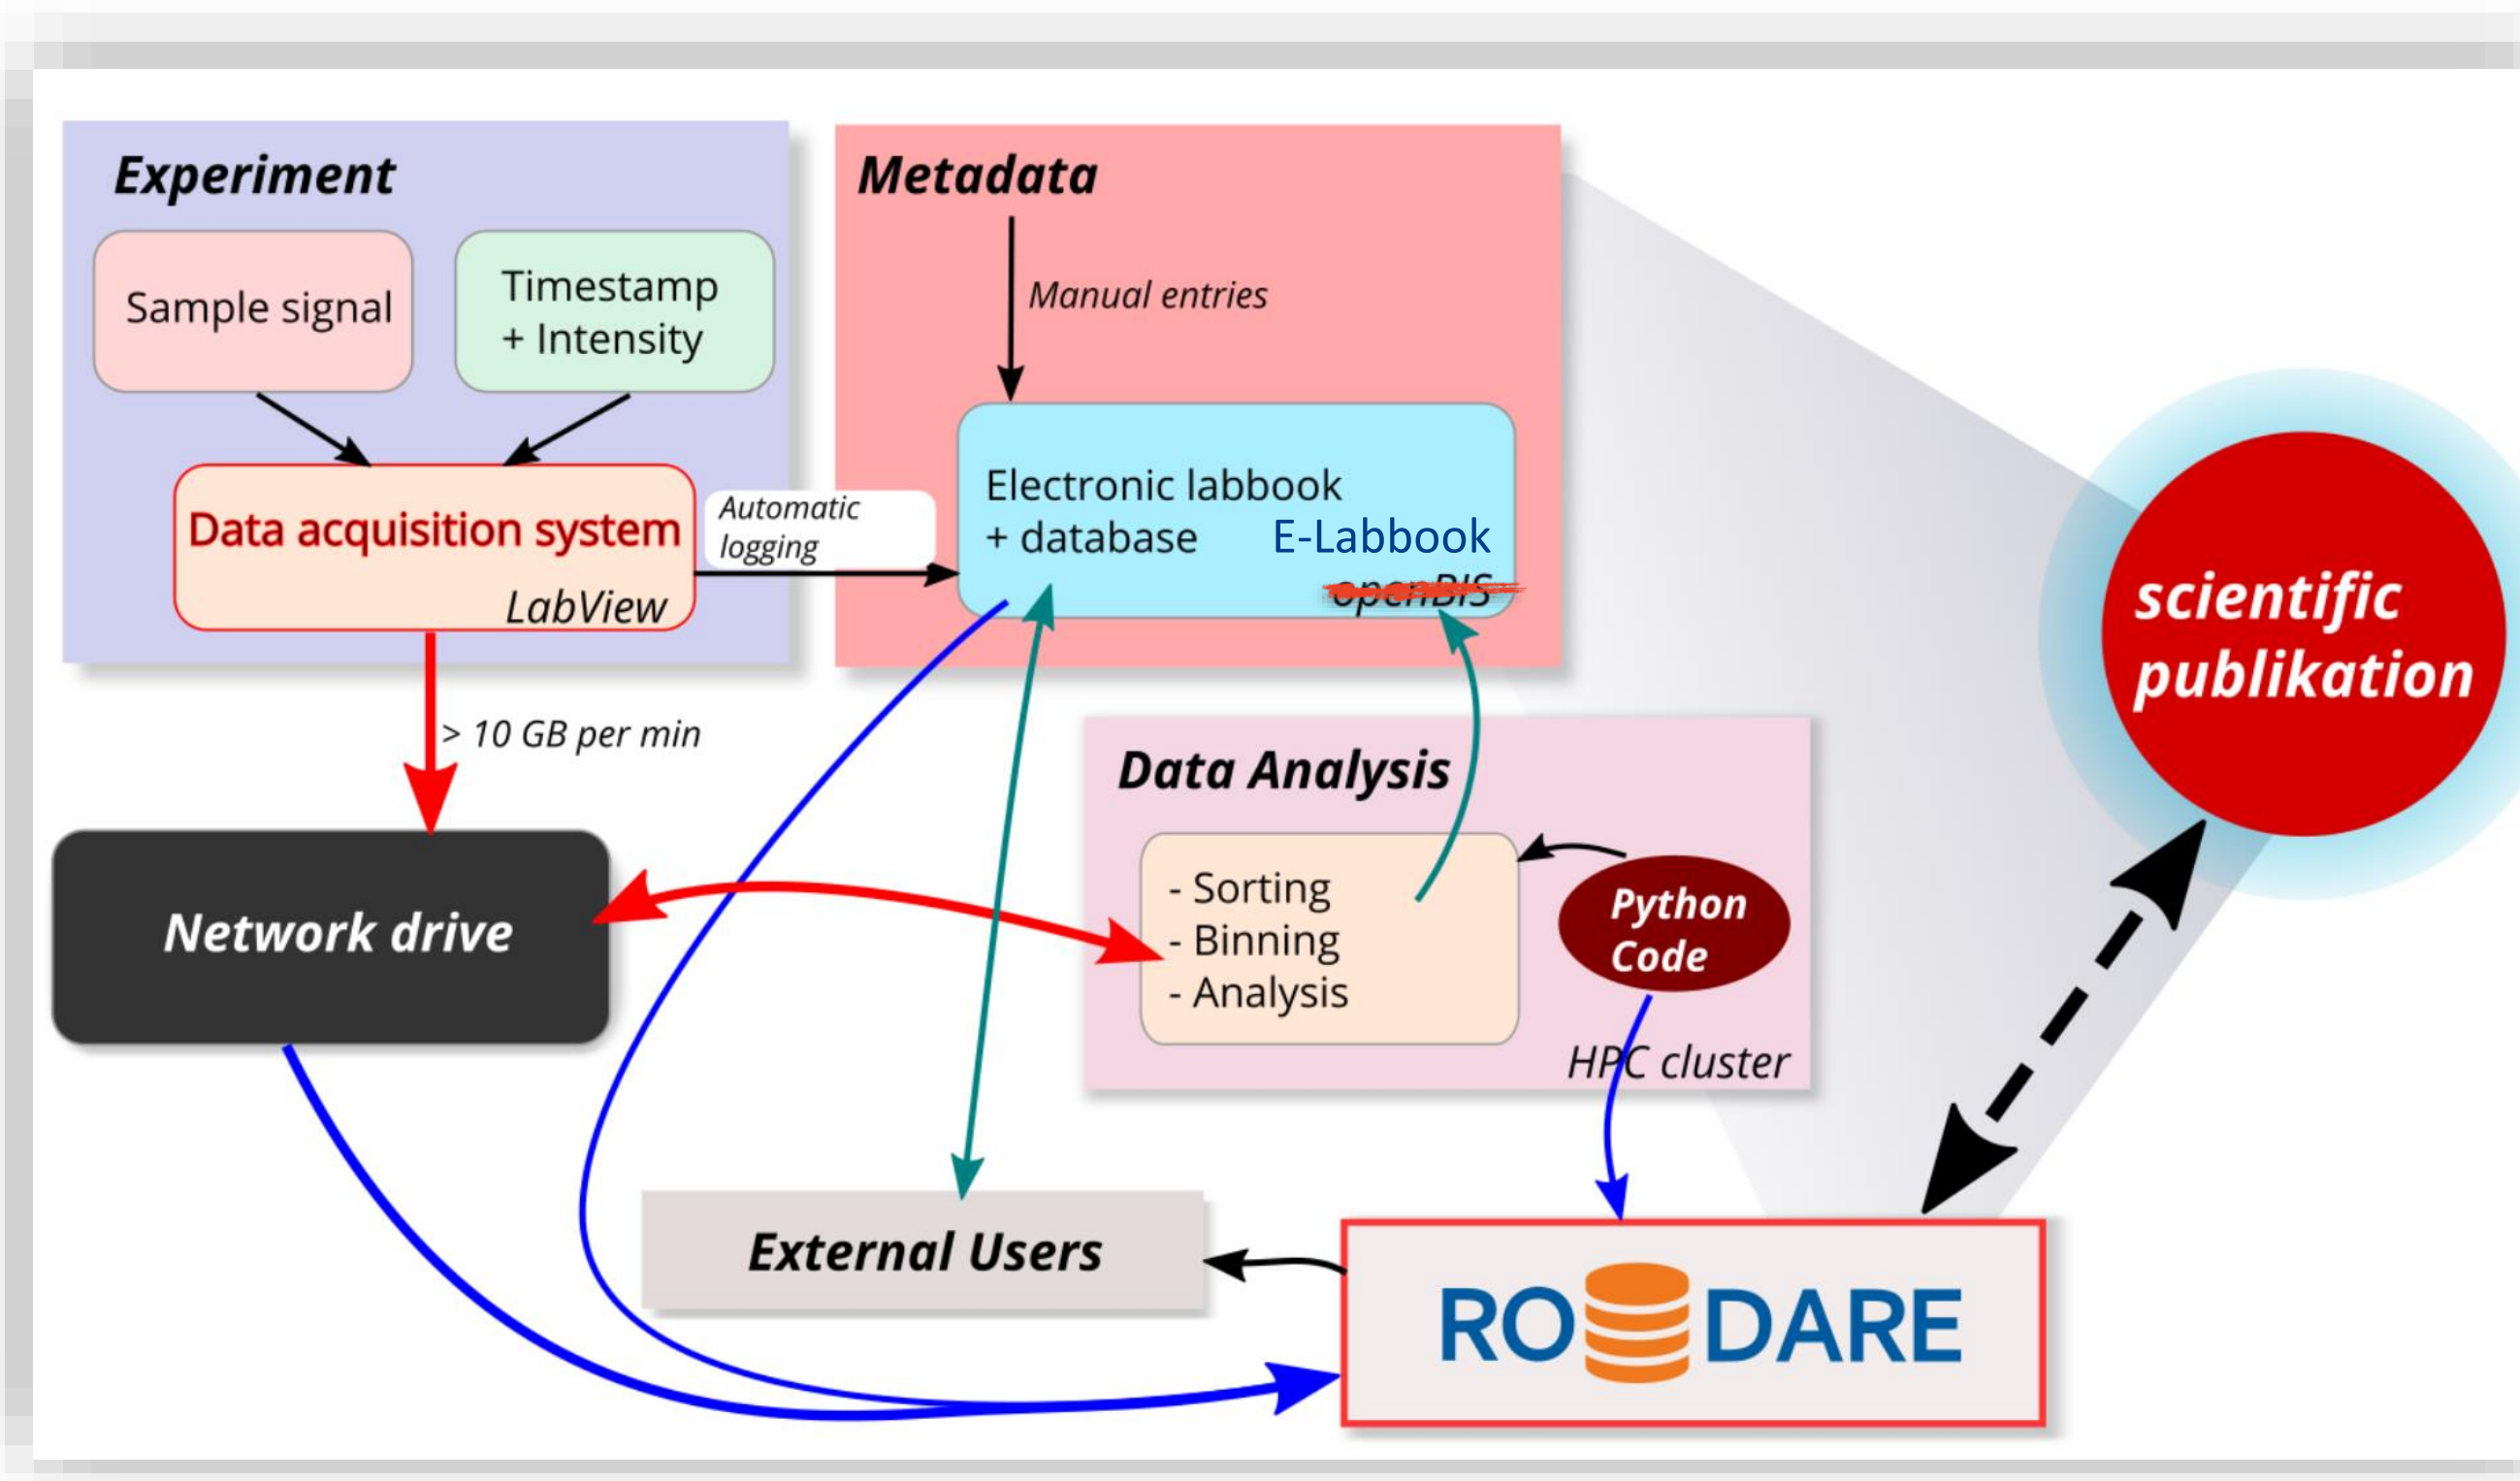 Experiment
Sample signal
Timestamp
+ Intensity
Data acquisition system
LabView
Automatic
logging
Metadata
Manual entries
Electronic labbook
+ database
E-Labbook
openBIS
> 10 GB per min
Network drive
Data Analysis
- Sorting
- Binning
- Analysis
Python
Code
HPC cluster
External Users
RODARE
scientific
publikation